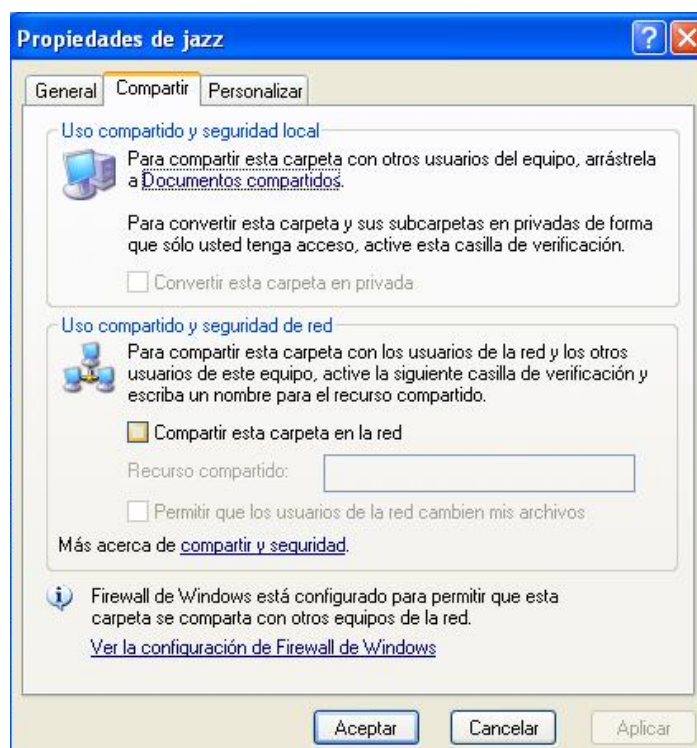 Propiedades de jazz
General Compartir Personalizar
Uso compartido y seguridad local
Para compartir esta carpeta con otros usuarios del equipo, arrástrela
a Documentos compartidos.
Para convertir esta carpeta y sus subcarpetas en privadas de forma
que sólo usted tenga acceso, active esta casilla de verificación.
Convertir esta carpeta en privada
Uso compartido y seguridad de red
Para compartir esta carpeta con los usuarios de la red y los otros
usuarios de este equipo, active la siguiente casilla de verificación y
escriba un nombre para el recurso compartido.
Compartir esta carpeta en la red
Recurso compartido:
Permitir que los usuarios de la red cambien mis archivos
Más acerca de compartir y seguridad.
Firewall de Windows está configurado para permitir que esta
carpeta se comparta con otros equipos de la red.
Ver la configuración de Firewall de Windows
Aceptar Cancelar Aplicar